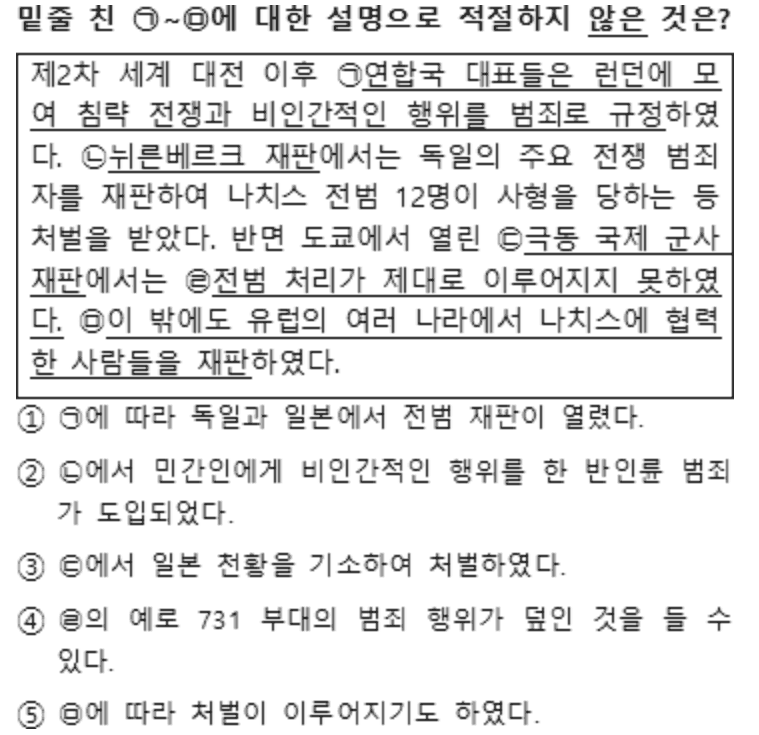 밑줄 친 ㉠~㉤에 대한 설명으로 적절하지 않은 것은?
제2차 세계 대전 이후 ㉠연합국 대표들은 런던에 모
여 침략 전쟁과 비인간적인 행위를 범죄로 규정하였
다. ㉡뉘른베르크 재판에서는 독일의 주요 전쟁 범죄
자를 재판하여 나치스 전범 12명이 사형을 당하는 등
처벌을 받았다. 반면 도쿄에서 열린 ㉢극동 국제 군사
재판에서는 ㉣전범 처리가 제대로 이루어지지 못하였
다. ㉤이 밖에도 유럽의 여러 나라에서 나치스에 협력
한 사람들을 재판하였다.
① ㉠에 따라 독일과 일본에서 전범 재판이 열렸다.
② ㉡에서 민간인에게 비인간적인 행위를 한 반인륜 범죄
가 도입되었다.
③ ㉢에서 일본 천황을 기소하여 처벌하였다.
④ ㉣의 예로 731 부대의 범죄 행위가 덮인 것을 들 수
있다.
⑤ ㉤에 따라 처벌이 이루어지기도 하였다.